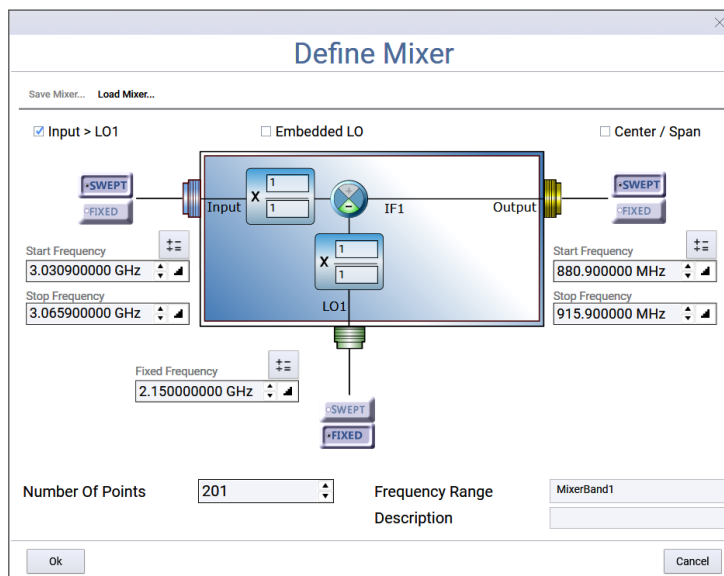 Define Mixer
Save Mixer... Load Mixer...
Input > LO1 Embedded LO Center / Span
SWEPT
FIXED
Input
X
1
1
+
-
IF1
Output
SWEPT
FIXED
Start Frequency
3.030900000 GHz
Stop Frequency
3.065900000 GHz
X
1
1
LO1
Start Frequency
880.900000 MHz
Stop Frequency
915.900000 MHz
Fixed Frequency
2.150000000 GHz
SWEPT
FIXED
Number Of Points 201
Frequency Range MixerBand1
Description
Ok Cancel